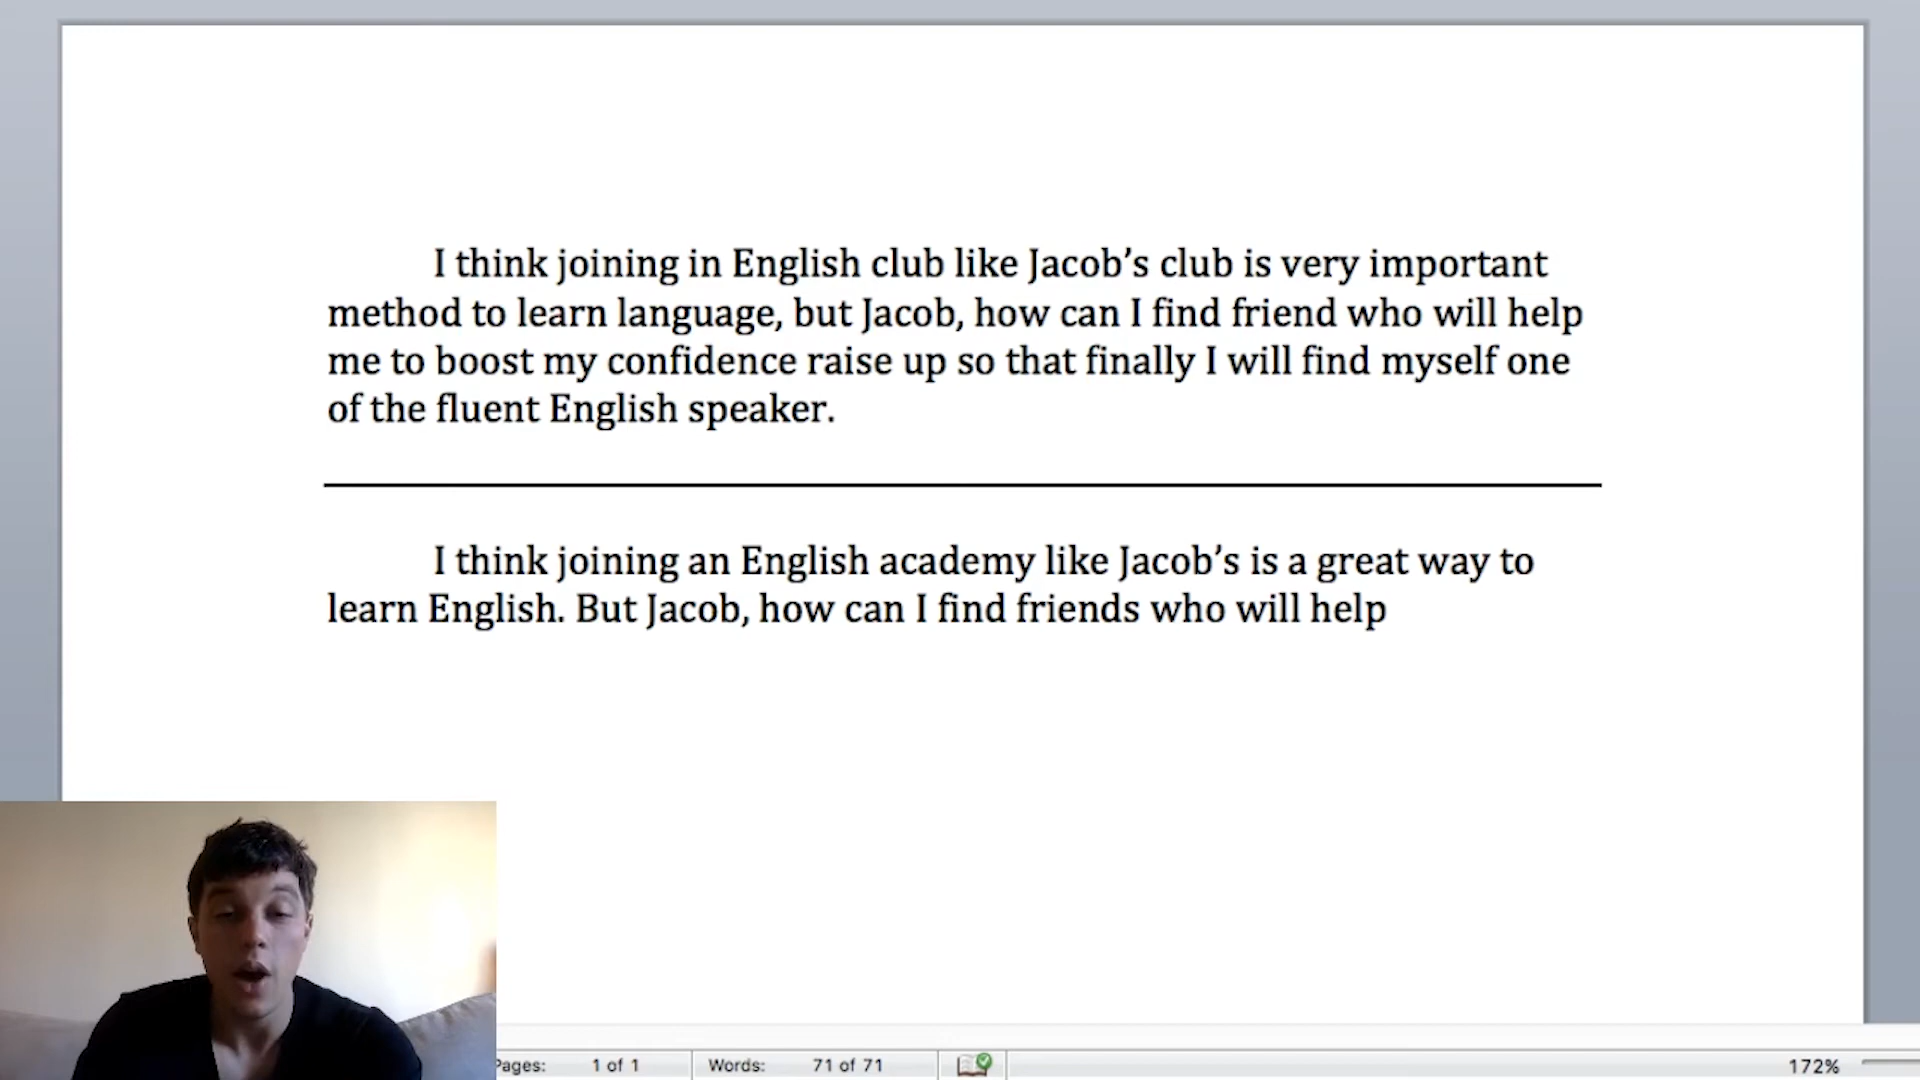 I think joining in English club like Jacob’s club is very important
method to learn language, but Jacob, how can I find friend who will help
me to boost my confidence raise up so that finally I will find myself one
of the fluent English speaker.
I think joining an English academy like Jacob’s is a great way to
learn English. But Jacob, how can I find friends who will help
Pages: 1 of 1 Words: 71 of 71 172%